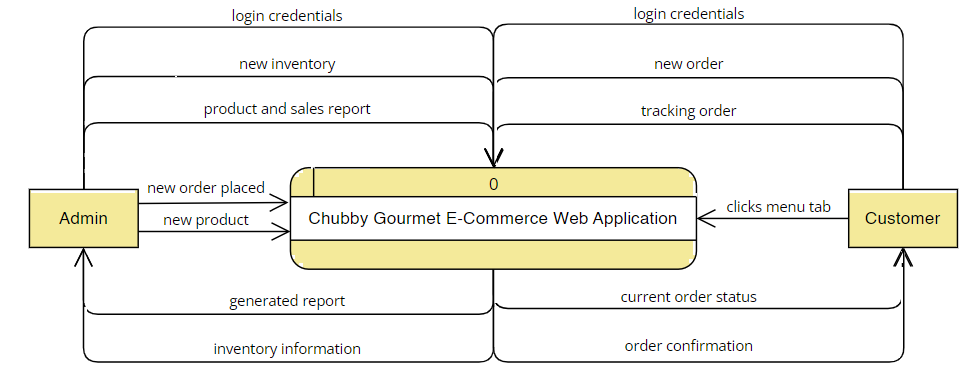 login credentials
login credentials
new inventory
new order
product and sales report
tracking order
new order placed
0
clicks menu tab
Admin
new product
Chubby Gourmet E-Commerce Web Application
Customer
generated report
current order status
inventory information
order confirmation